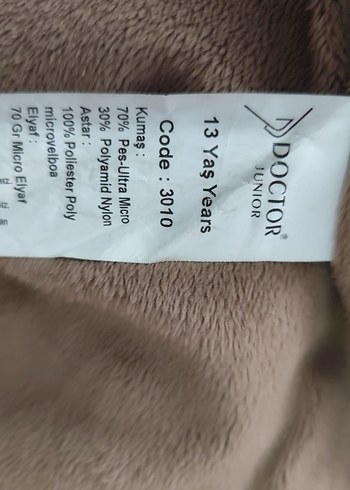 DOCTOR®
JUNIOR
13 Yaş Years
Code : 3010
Kumaş :
70% Pes-Ultra Micro
30% Polyamid Nylon
Astar :
100% Poliester Poly
microvelboa
Elyaf :
70 Gr Micro Elyaf